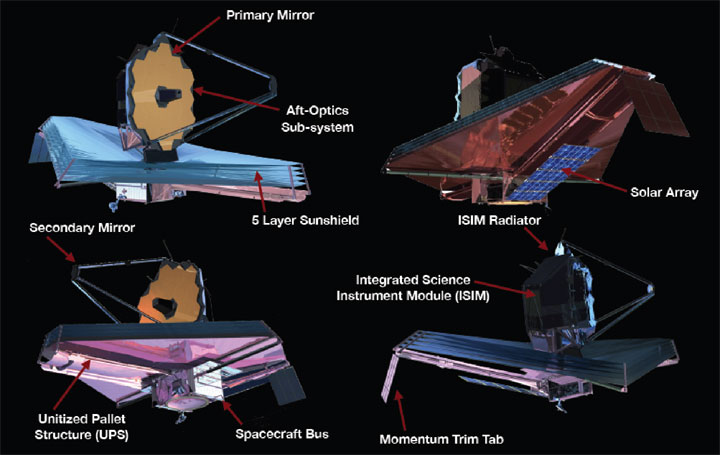 Primary Mirror
Aft-Optics
Sub-system
5 Layer Sunshield
Solar Array
Secondary Mirror
ISIM Radiator
Integrated Science
Instrument Module (ISIM)
Unitized Pallet
Structure (UPS)
Spacecraft Bus
Momentum Trim Tab